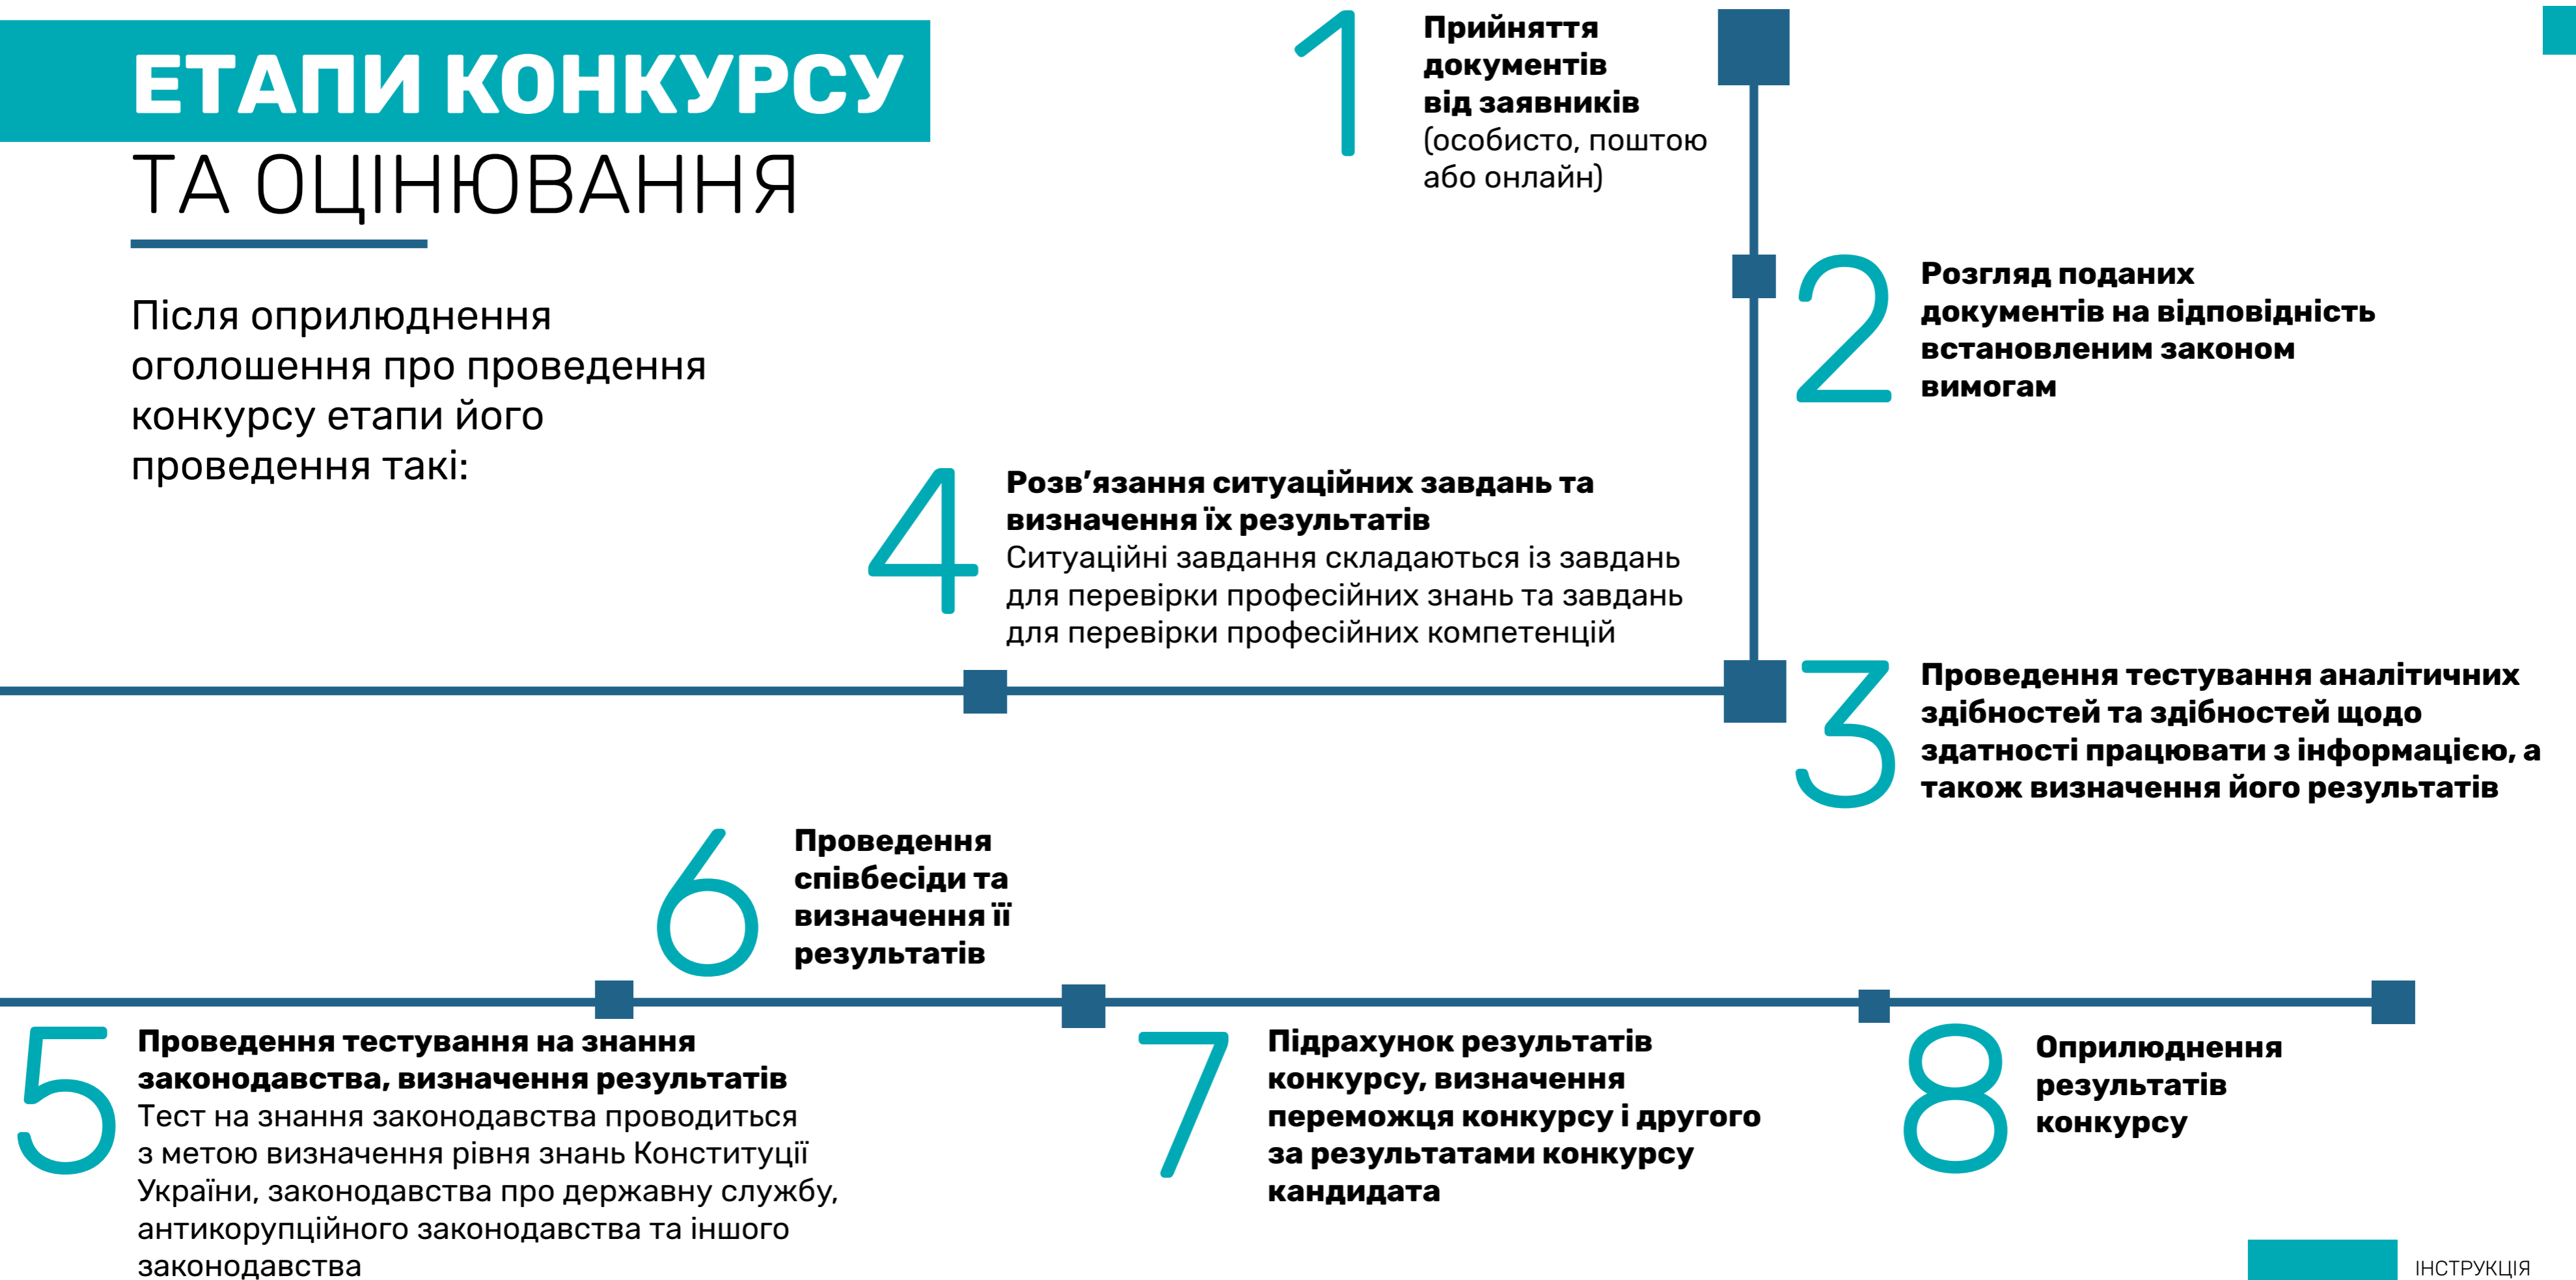 ЕТАПИ КОНКУРСУ
ТА ОЦІНЮВАННЯ
Після оприлюднення
оголошення про проведення
конкурсу етапи його
проведення такі:
1
Прийняття
документів
від заявників
(особисто, поштою
або онлайн)
2
Розгляд поданих
документів на відповідність
встановленим законом
вимогам
3
Проведення тестування аналітичних
здібностей та здібностей щодо
здатності працювати з інформацією, а
також визначення його результатів
4
Розв’язання ситуаційних завдань та
визначення їх результатів
Ситуаційні завдання складаються із завдань
для перевірки професійних знань та завдань
для перевірки професійних компетенцій
5
Проведення тестування на знання
законодавства, визначення результатів
Тест на знання законодавства проводиться
з метою визначення рівня знань Конституції
України, законодавства про державну службу,
антикорупційного законодавства та іншого
законодавства
6
Проведення
співбесіди та
визначення її
результатів
7
Підрахунок результатів
конкурсу, визначення
переможця конкурсу і другого
за результатами конкурсу
кандидата
8
Оприлюднення
результатів
конкурсу
ІНСТРУКЦІЯ